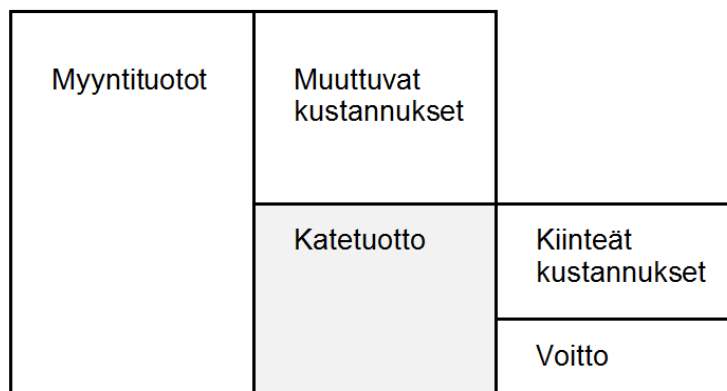 Myyntituotot
Muuttuvat
kustannukset
Katetuotto
Kiinteät
kustannukset
Voitto